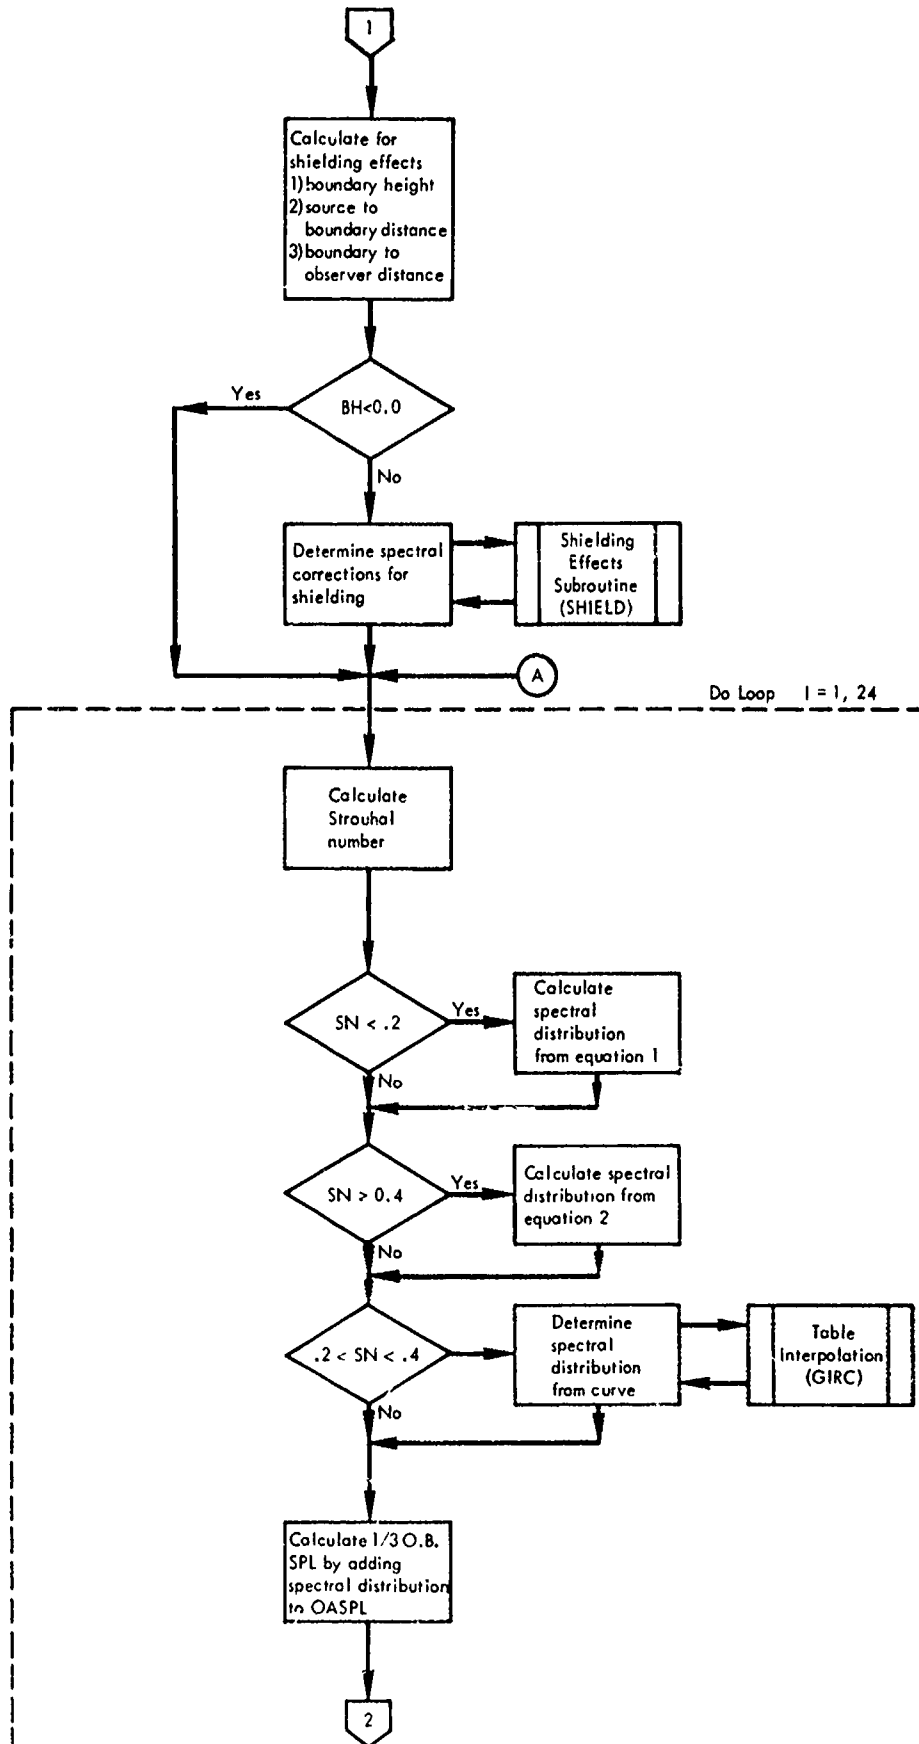 1
Calculate for
shielding effects
1)boundary height
2)source to
boundary distance
3)boundary to
observer distance
BH<0.0
Yes
No
Determine spectral
corrections for
shielding
Shielding
Effects
Subroutine
(SHIELD)
A
Do Loop I = 1, 24
Calculate
Strouhal
number
SN < .2
Yes
No
Calculate
spectral
distribution
from equation 1
SN > 0.4
Yes
No
Calculate spectral
distribution from
equation 2
.2 < SN < .4
No
Determine
spectral
distribution
from curve
Table
Interpolation
(GIRC)
Calculate 1/3 O.B.
SPL by adding
spectral distribution
to OASPL
2